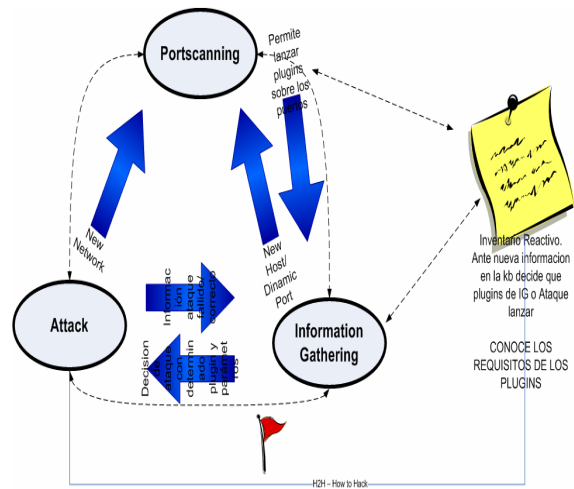 Portscanning
Permite
lanzar
plugins
sobre los
puertos
New
Network
New
Host/
Dinamic
Port
Informac
ión
ataque
fallido/
correcto
Attack
Information
Gathering
Decision
de
ataque
con
determin
ado
plugin y
parámet
ros
Inventario Reactivo.
Ante nueva informacion
en la kb decide que
plugins de IG o Ataque
lanzar
CONOCE LOS
REQUISITOS DE LOS
PLUGINS
H2H – How to Hack